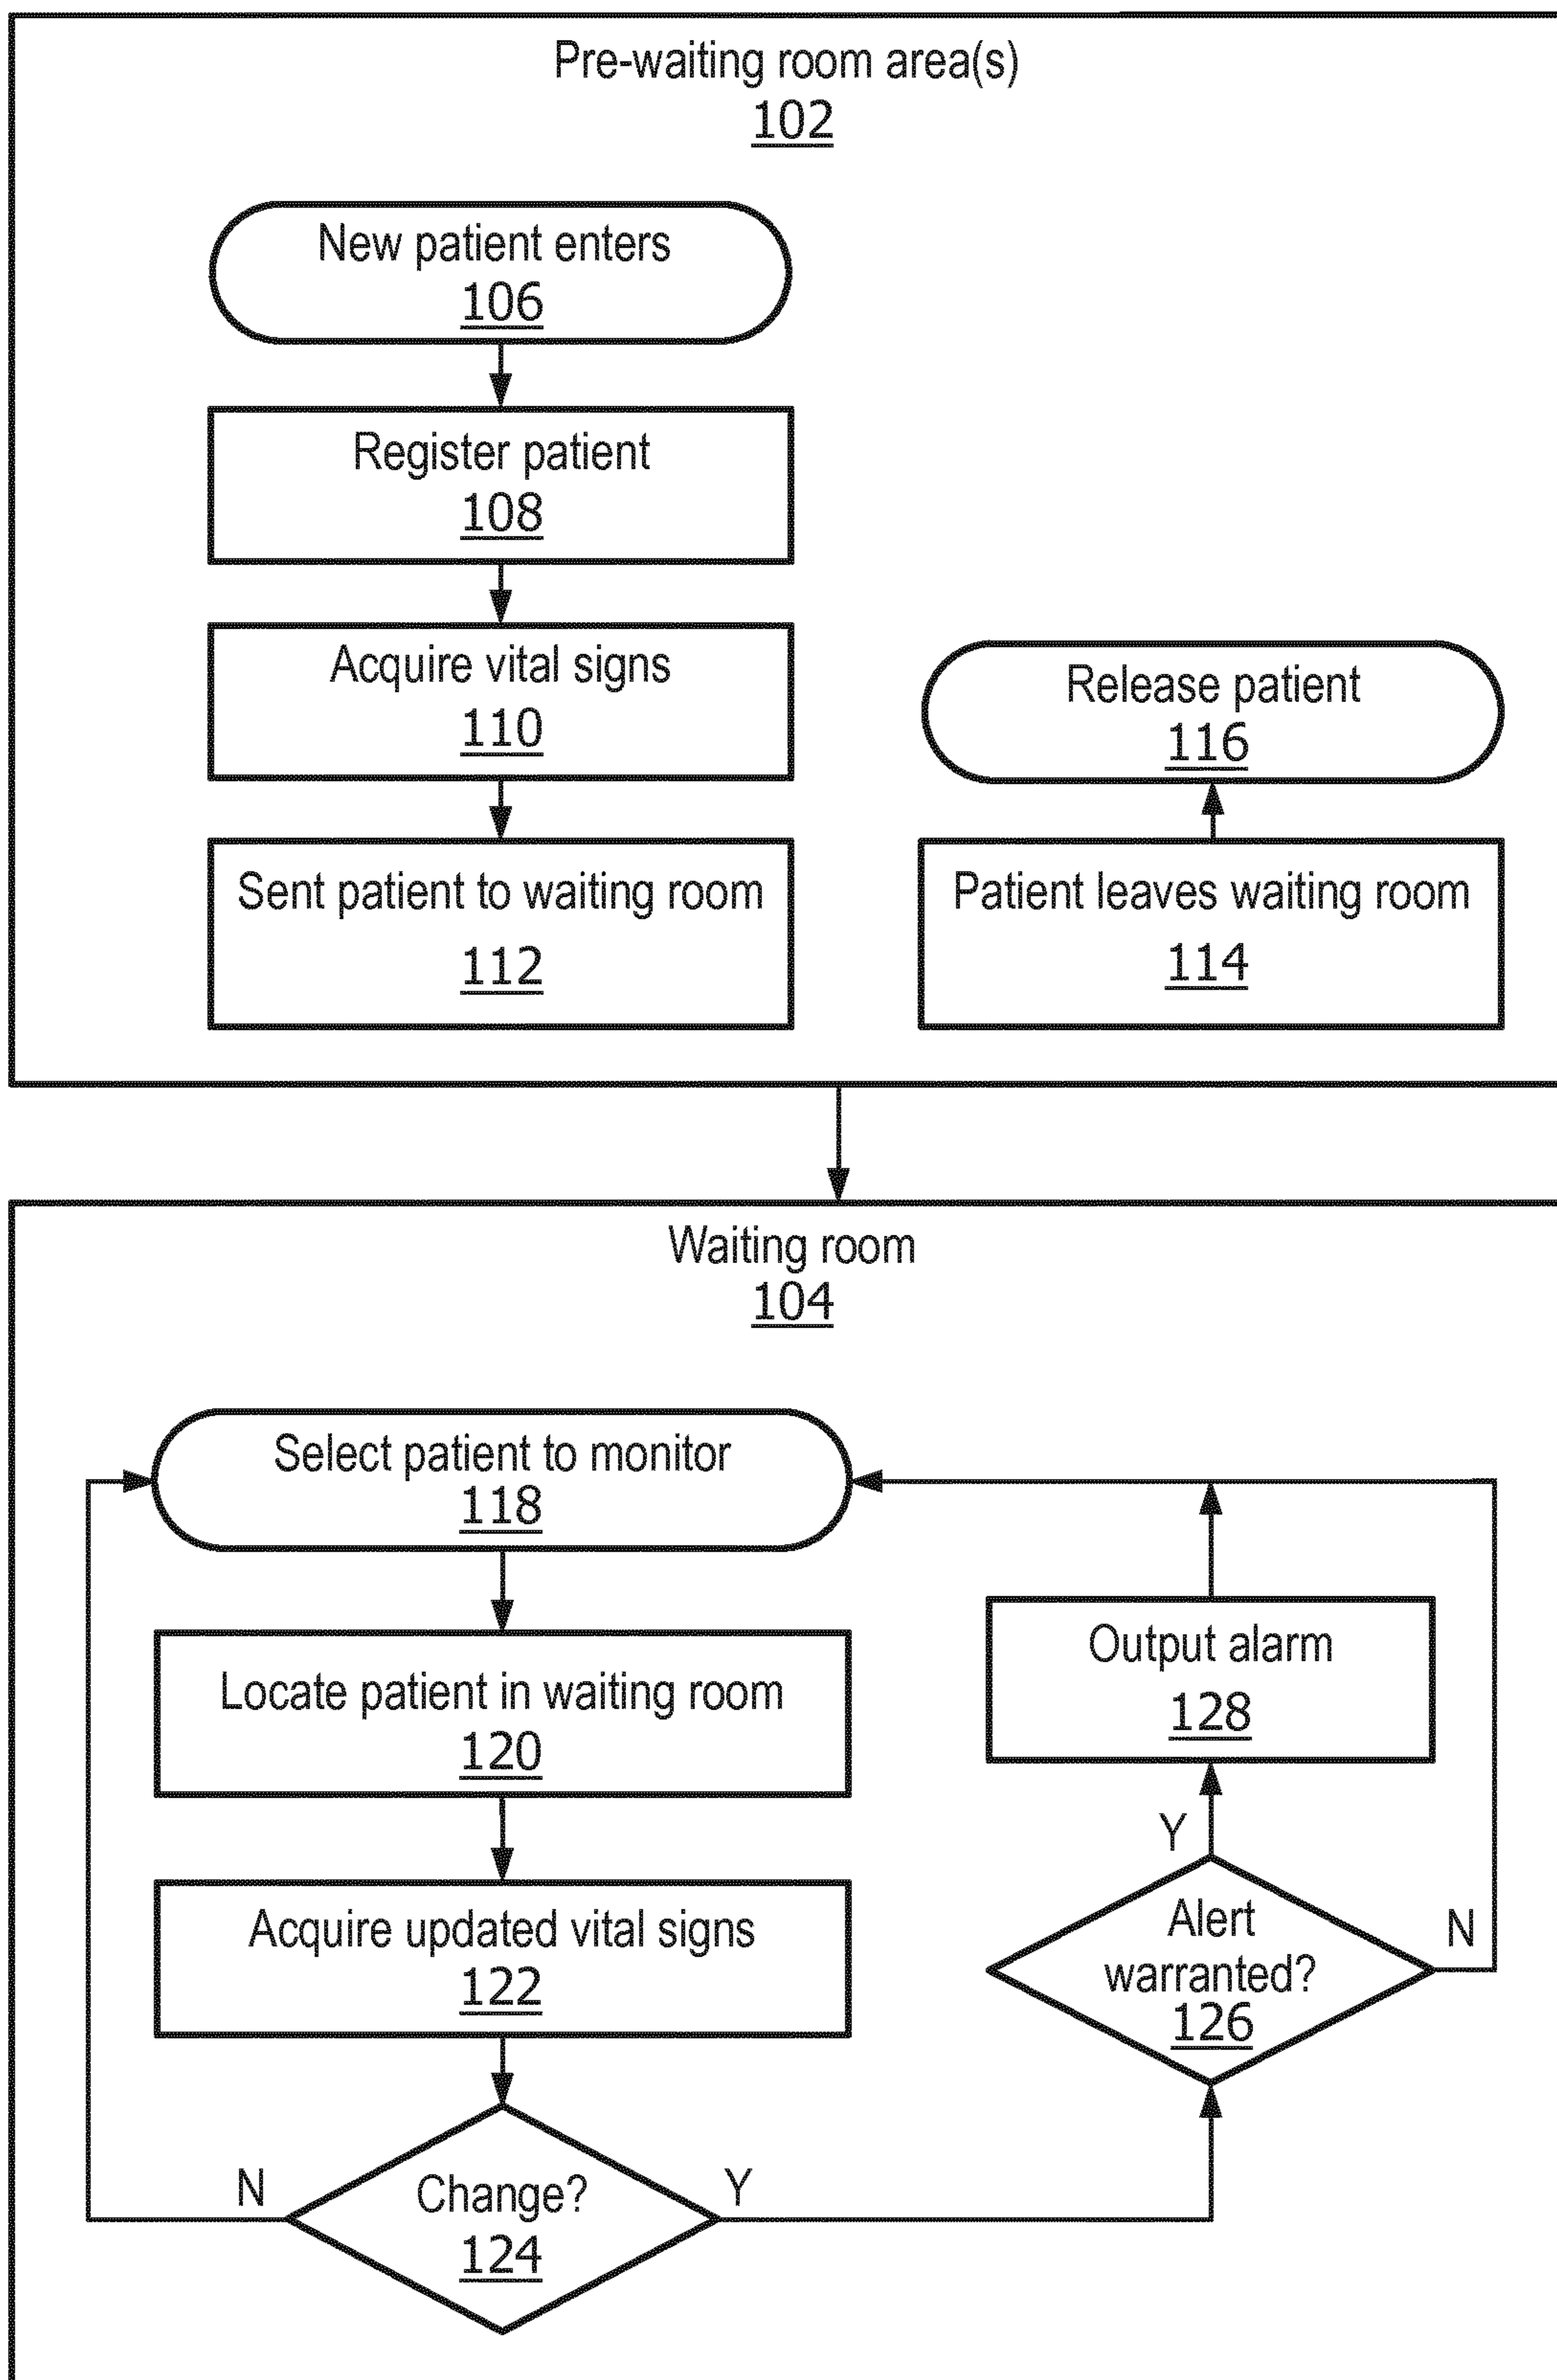 Pre-waiting room area(s)
102
New patient enters
106
Register patient
108
Acquire vital signs
110
Sent patient to waiting room
112
Release patient
116
Patient leaves waiting room
114
Waiting room
104
Select patient to monitor
118
Locate patient in waiting room
120
Acquire updated vital signs
122
Change?
124
N
Y
Output alarm
128
Y
Alert
warranted?
126
N